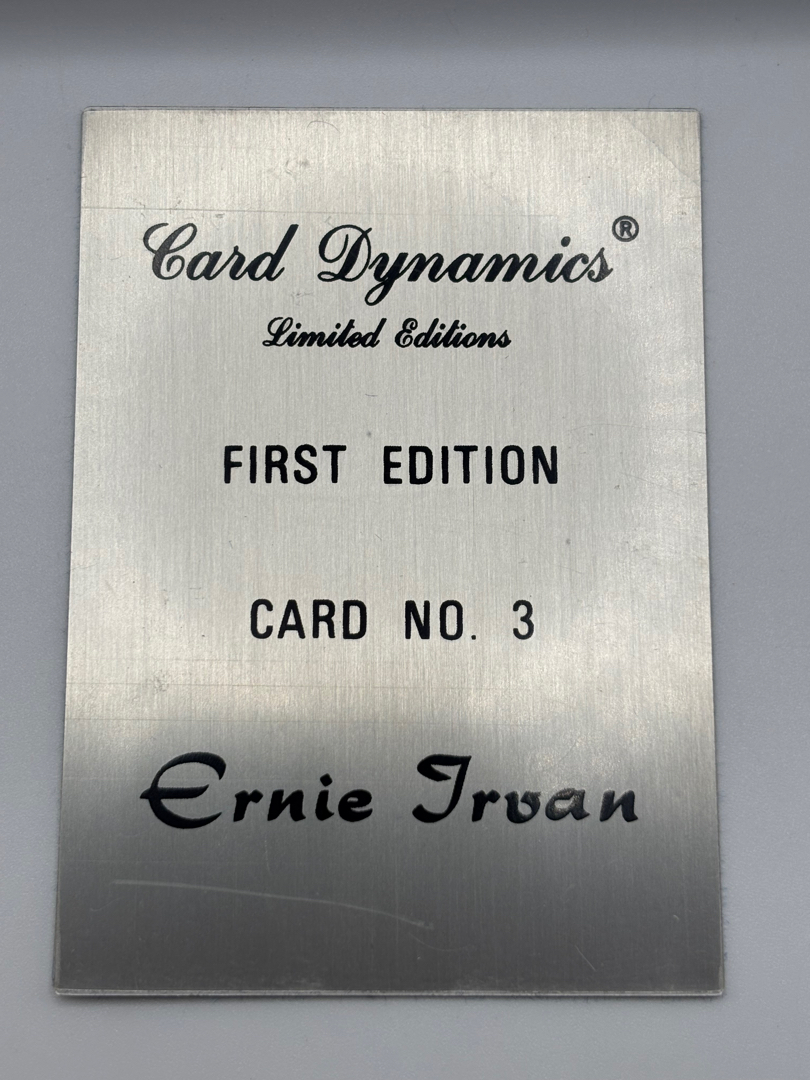 Card Dynamics®
Limited Editions
FIRST EDITION
CARD NO. 3
Ernie Irvan